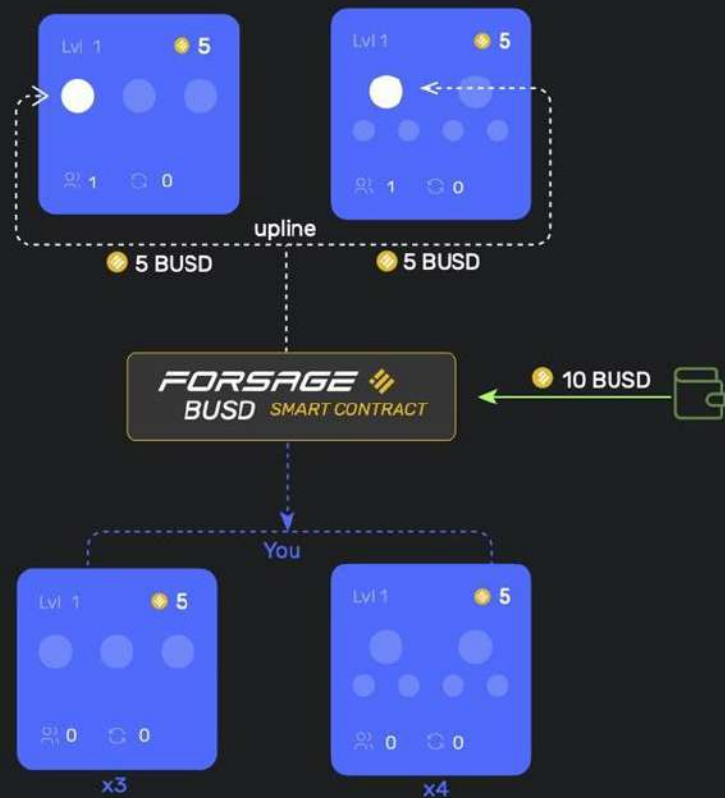 Lvl 1 5
Lvl 1 5
1 0
1 0
upline
5 BUSD
5 BUSD
FORSAGE
BUSD SMART CONTRACT
10 BUSD
You
Lvl 1 5
Lvl 1 5
0 0
0 0
x3
x4